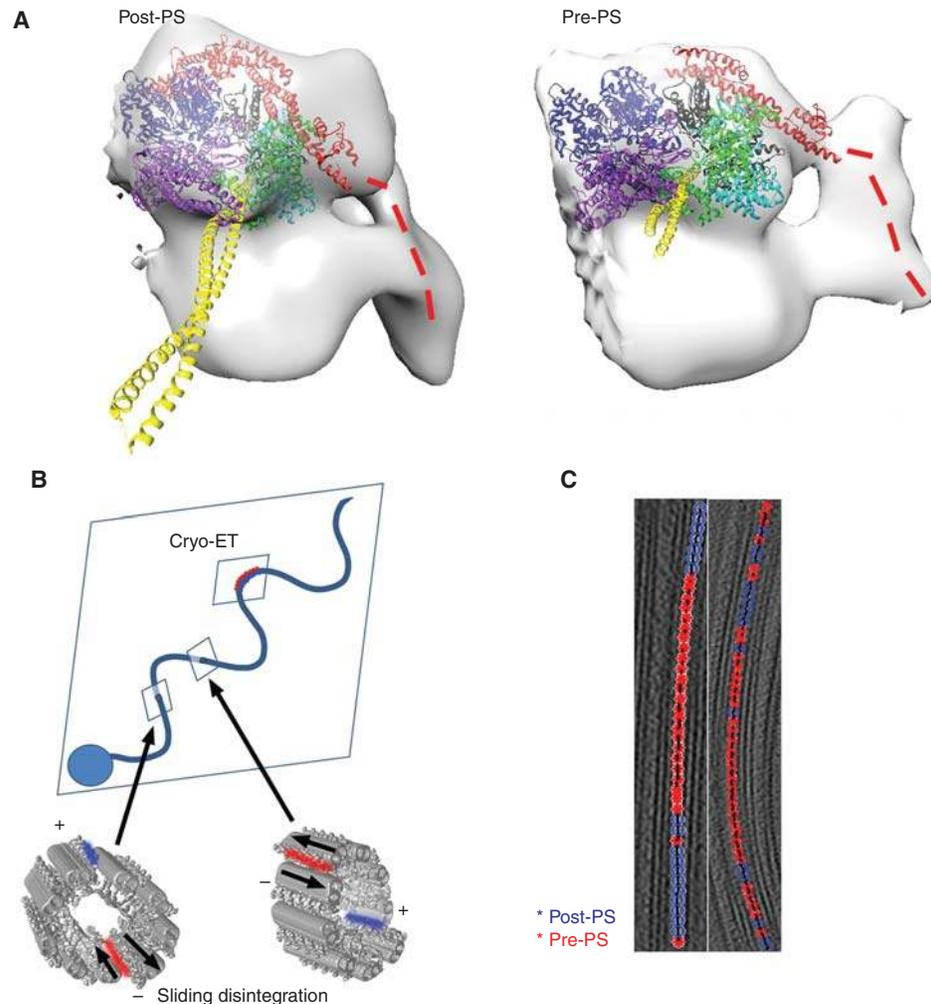 A
Post-PS
Pre-PS
B
Cryo-ET
+
−
+
− Sliding disintegration
C
* Post-PS
* Pre-PS